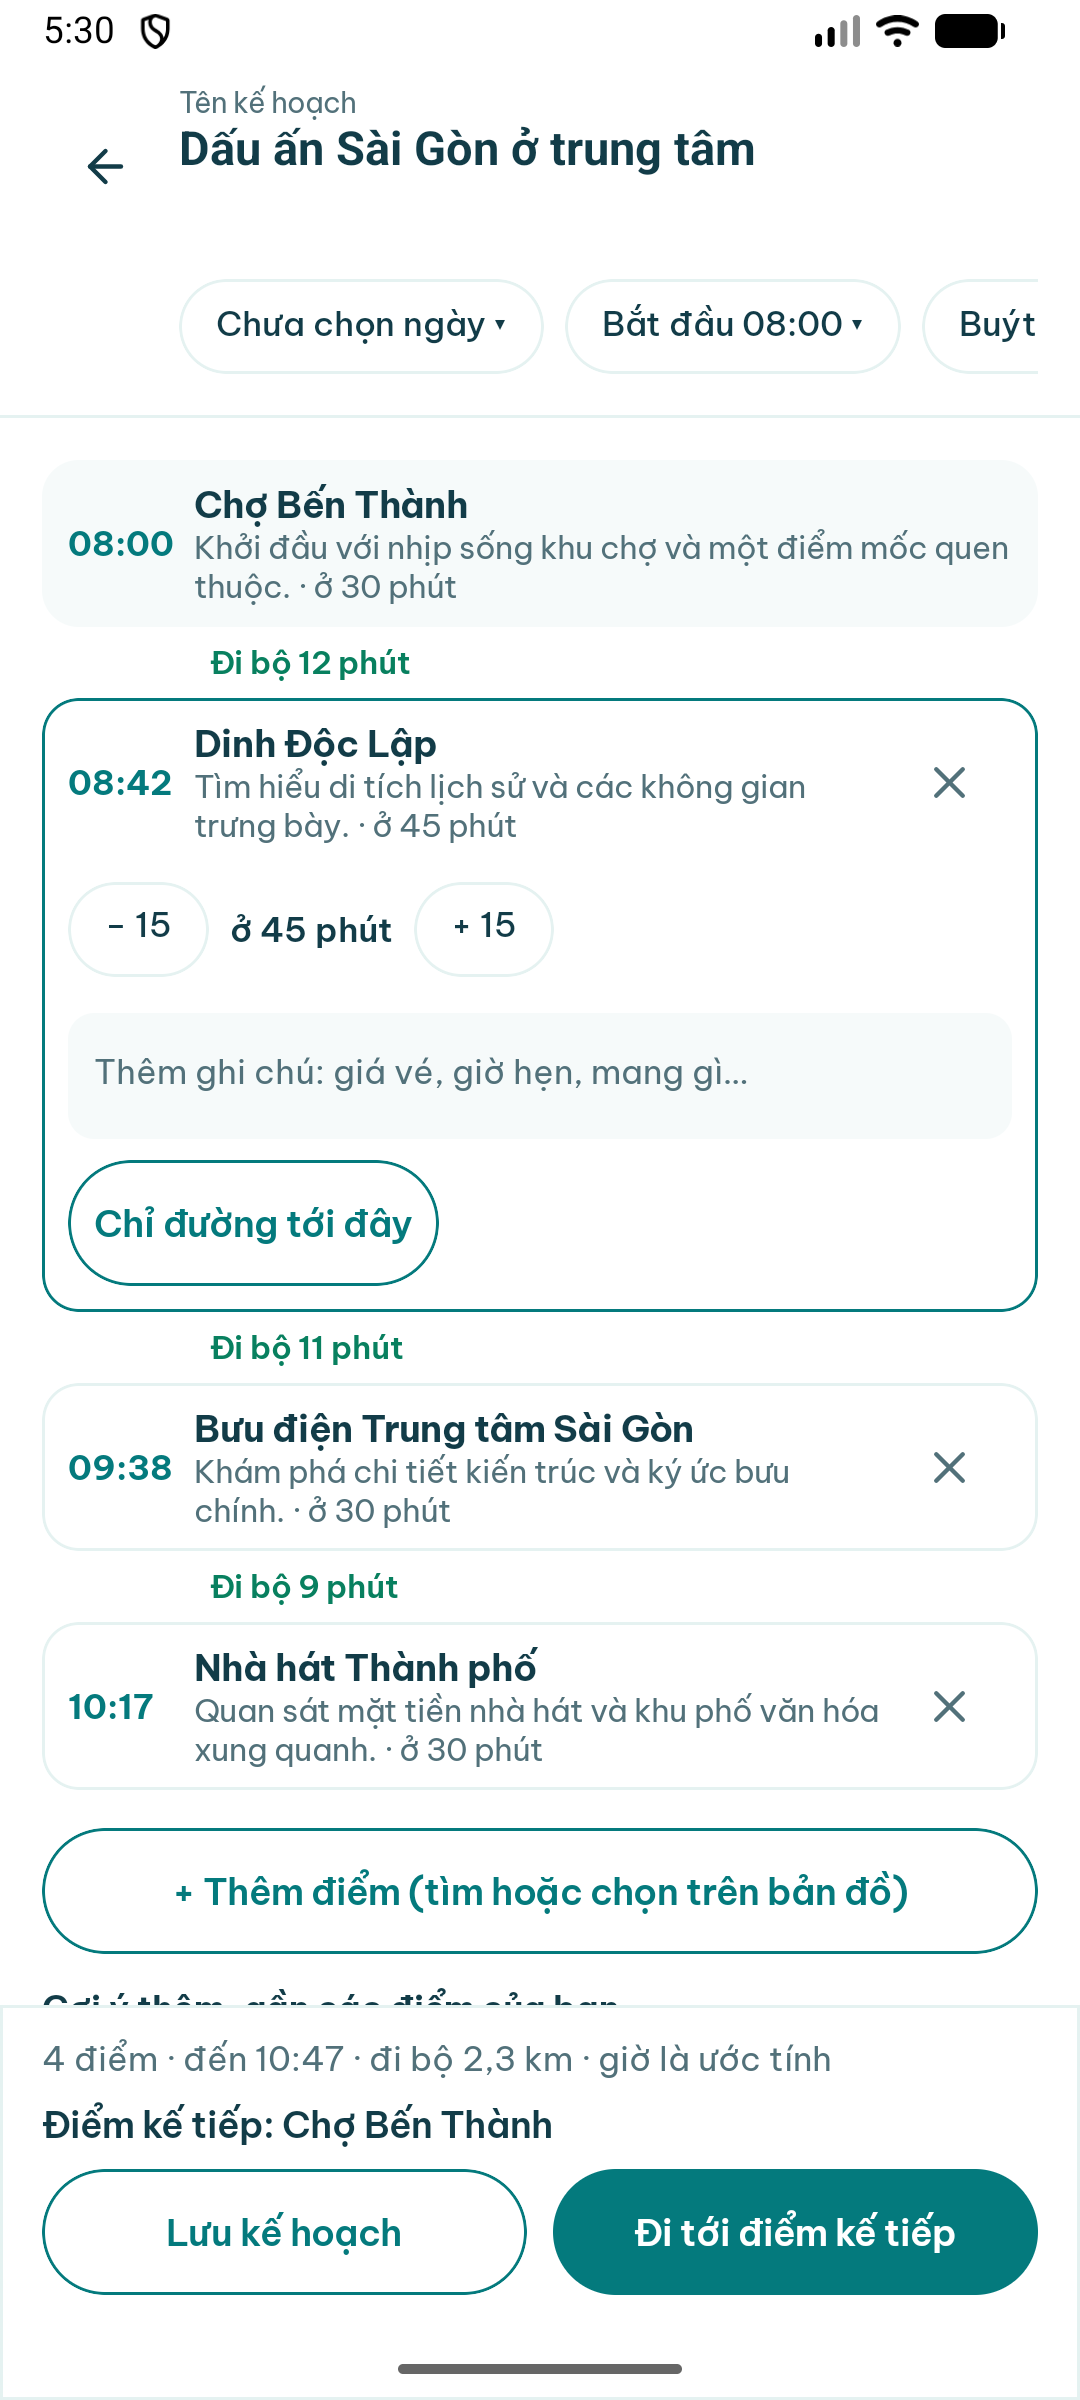 5:30
Tên kế hoạch
Dấu ấn Sài Gòn ở trung tâm
Chưa chọn ngày ▾
Bắt đầu 08:00 ▾
Buýt
Chợ Bến Thành
08:00
Khởi đầu với nhịp sống khu chợ và một điểm mốc quen
thuộc. · ở 30 phút
Đi bộ 12 phút
Dinh Độc Lập
08:42
Tìm hiểu di tích lịch sử và các không gian
trưng bày. · ở 45 phút
− 15
ở 45 phút
+ 15
Thêm ghi chú: giá vé, giờ hẹn, mang gì...
Chỉ đường tới đây
Đi bộ 11 phút
Bưu điện Trung tâm Sài Gòn
09:38
Khám phá chi tiết kiến trúc và ký ức bưu
chính. · ở 30 phút
Đi bộ 9 phút
Nhà hát Thành phố
10:17
Quan sát mặt tiền nhà hát và khu phố văn hóa
xung quanh. · ở 30 phút
+ Thêm điểm (tìm hoặc chọn trên bản đồ)
Gợi ý thêm, gần các điểm của bạn
4 điểm · đến 10:47 · đi bộ 2,3 km · giờ là ước tính
Điểm kế tiếp: Chợ Bến Thành
Lưu kế hoạch
Đi tới điểm kế tiếp